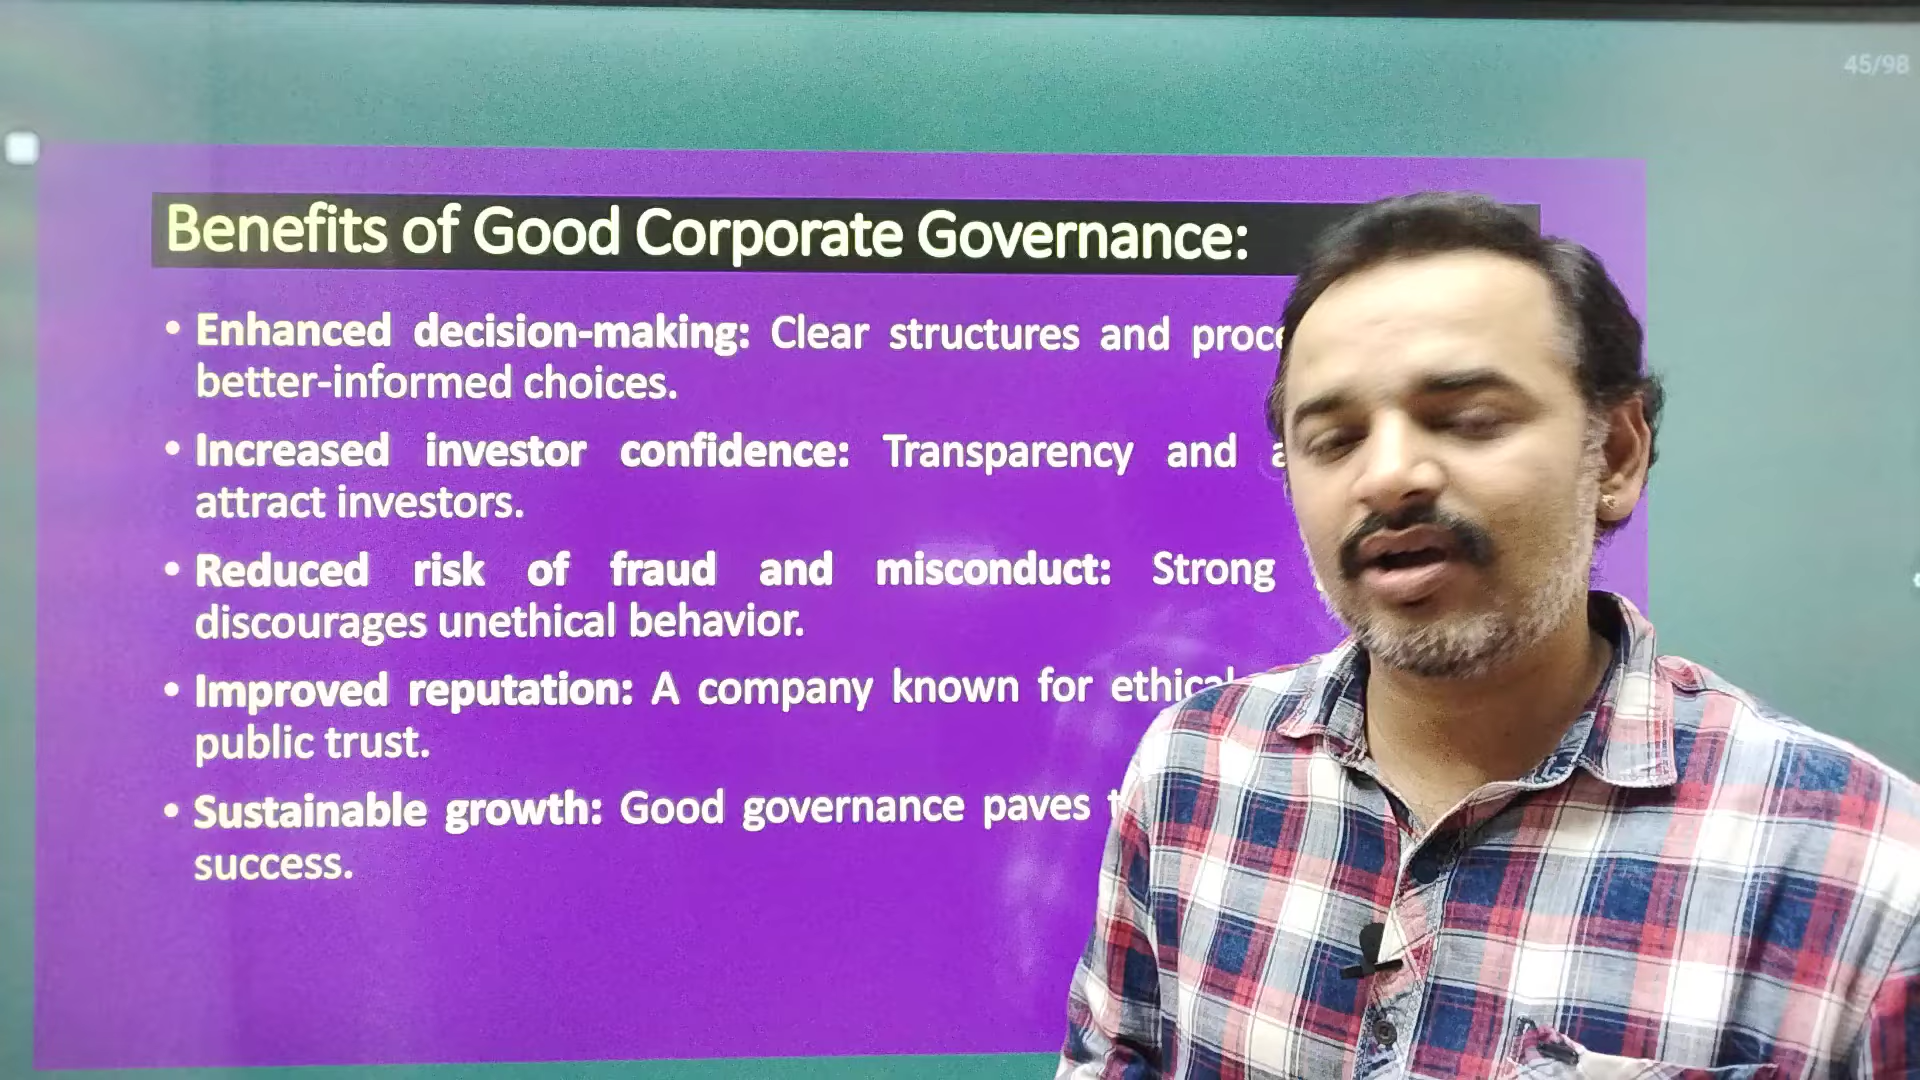 45/98
Benefits of Good Corporate Governance:
• Enhanced decision-making: Clear structures and
better-informed choices.
• Increased investor confidence: Transparency and
attract investors.
• Reduced risk of fraud and misconduct: Strong
discourages unethical behavior.
• Improved reputation: A company known for ethical
public trust.
• Sustainable growth: Good governance paves
success.